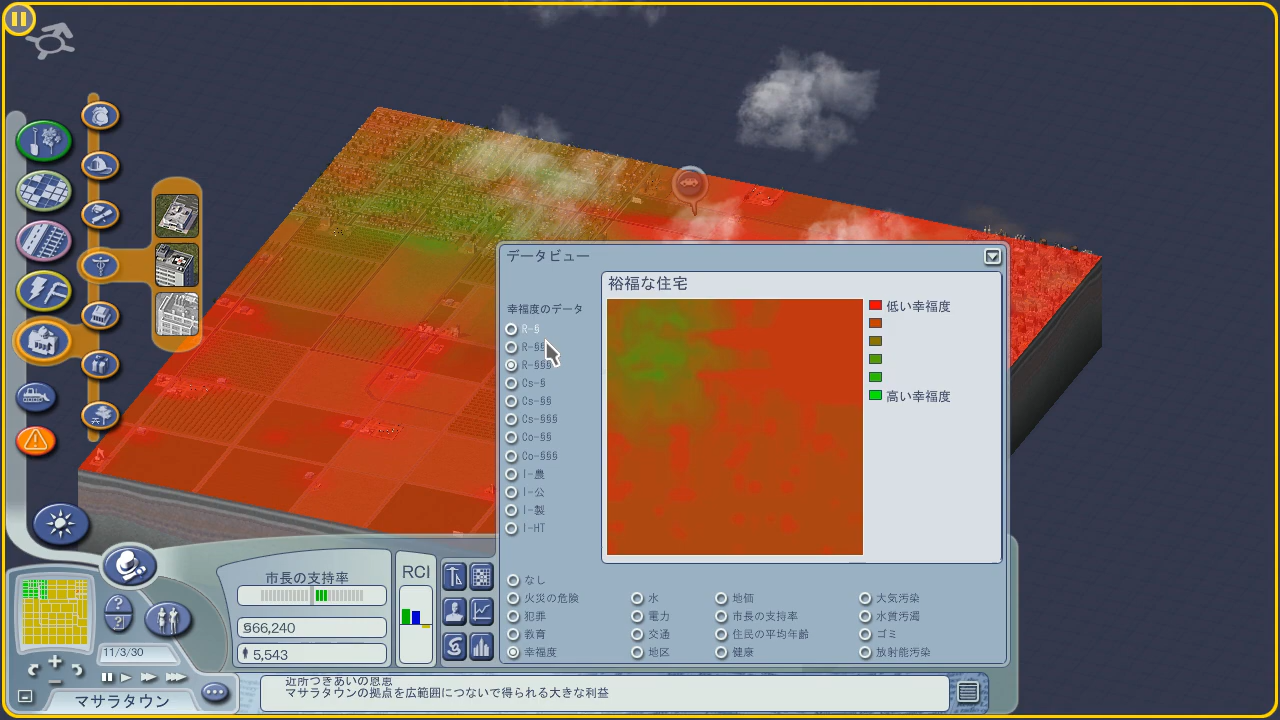 データビュー
裕福な住宅
幸福度のデータ
R-§
R-§§
R-§§§
Cs-§
Cs-§§
Cs-§§§
Co-§§
Co-§§§
I-農
I-公
I-製
I-HT
低い幸福度
高い幸福度
なし
火災の危険
犯罪
教育
幸福度
水
電力
交通
地区
地価
市長の支持率
住民の平均年齢
健康
大気汚染
水質汚濁
ゴミ
放射能汚染
市長の支持率
RCI
§66,240
5,543
11/3/30
マサラタウン
近所づきあいの恩恵
マサラタウンの拠点を広範囲につないで得られる大きな利益